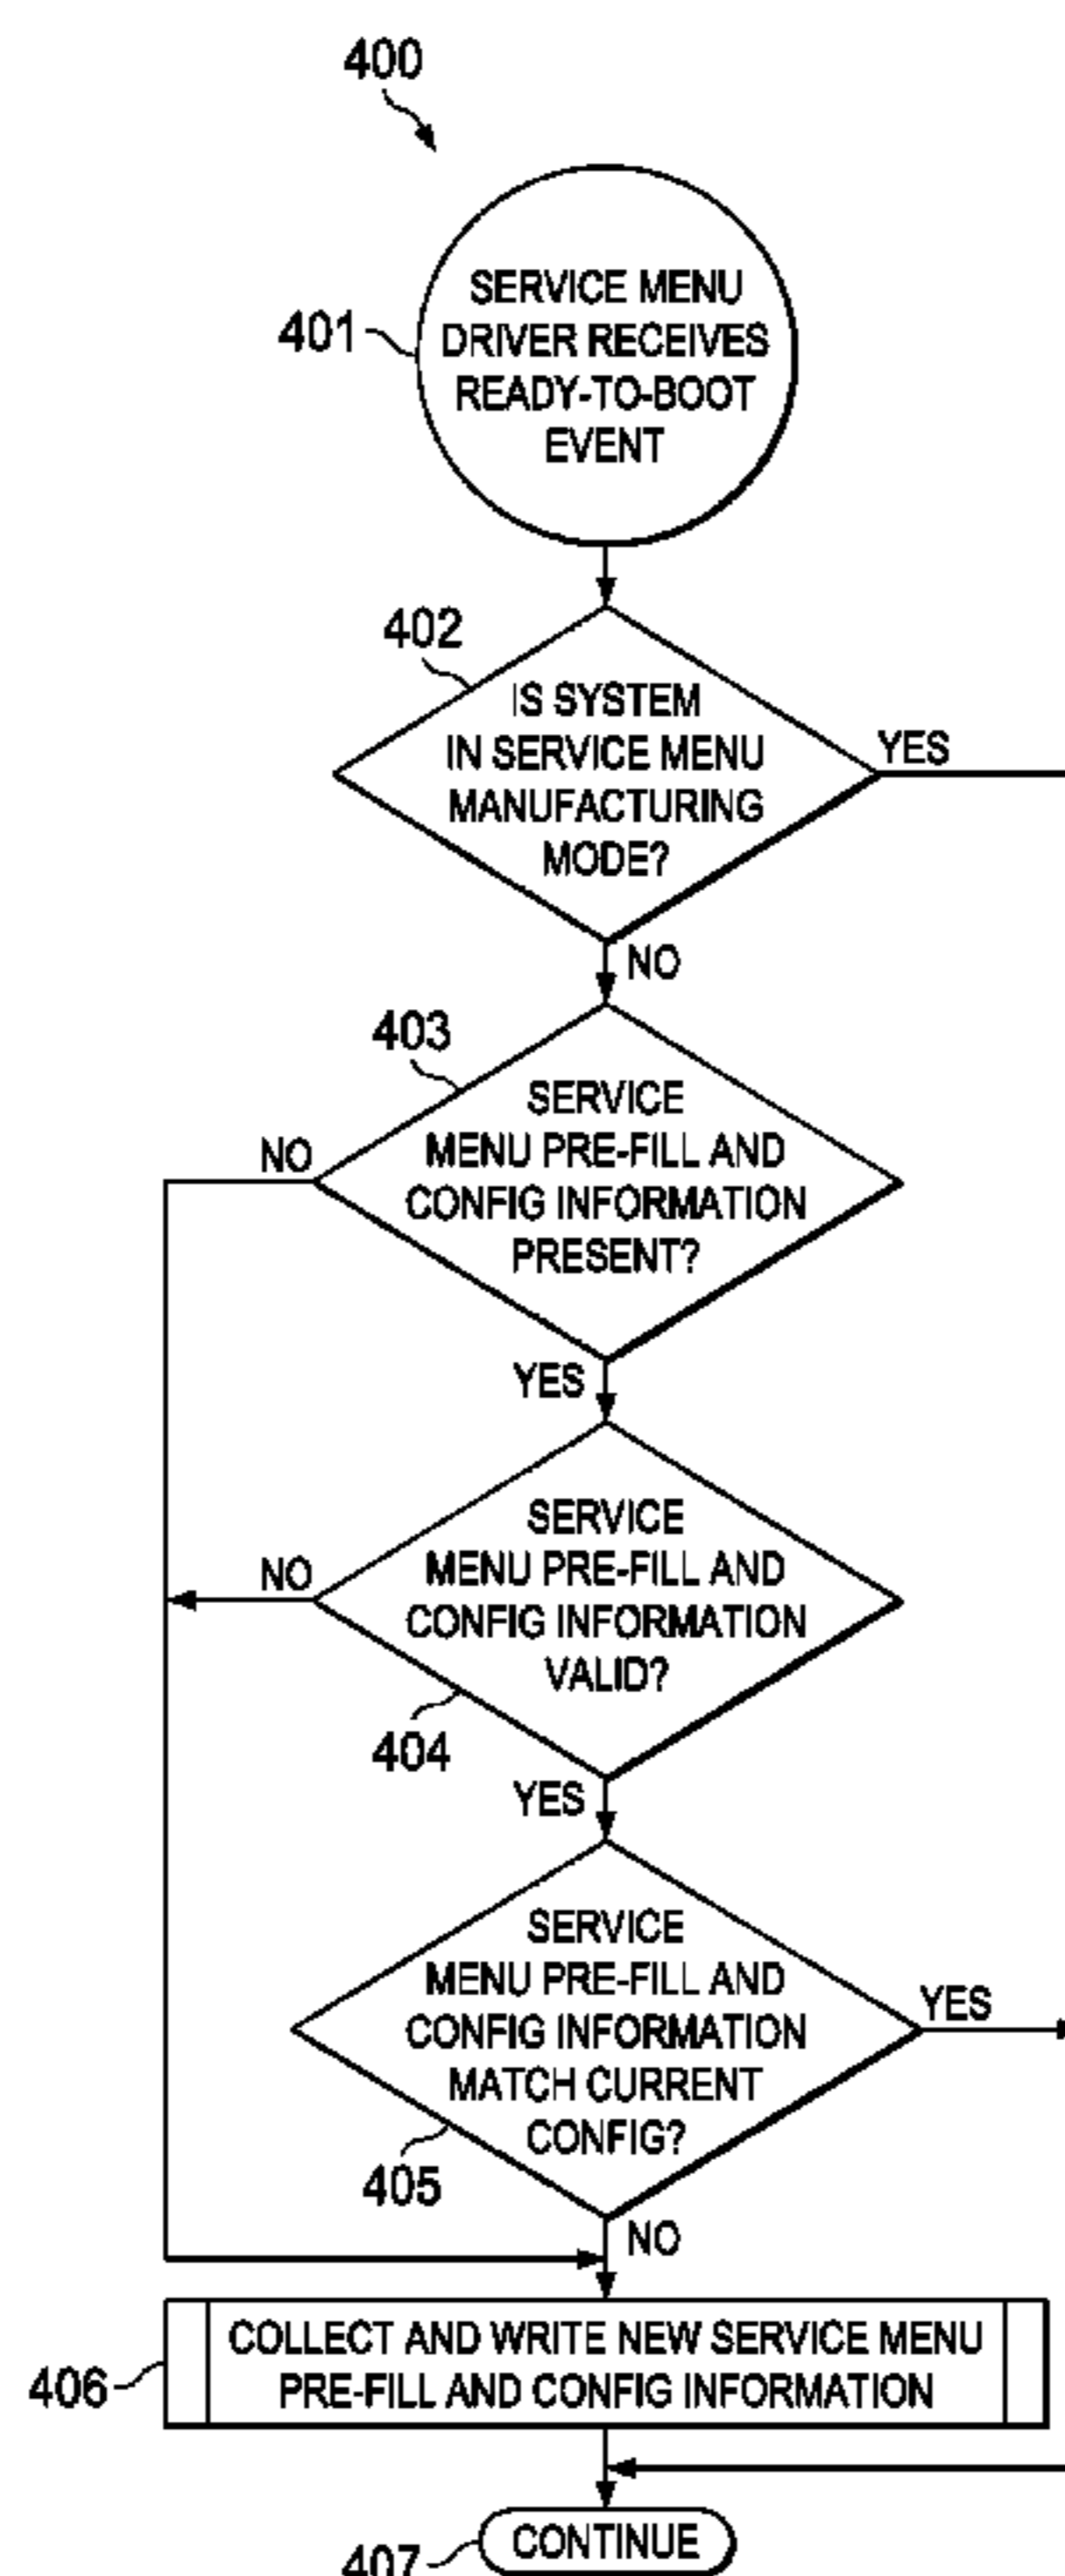 400
SERVICE MENU
401
DRIVER RECEIVES
READY-TO-BOOT
EVENT
402
IS SYSTEM
IN SERVICE MENU
MANUFACTURING
MODE?
YES
NO
403
SERVICE
MENU PRE-FILL AND
CONFIG INFORMATION
PRESENT?
NO
YES
SERVICE
MENU PRE-FILL AND
CONFIG INFORMATION
VALID?
NO
404
YES
SERVICE
MENU PRE-FILL AND
CONFIG INFORMATION
MATCH CURRENT
CONFIG?
YES
405
NO
COLLECT AND WRITE NEW SERVICE MENU
PRE-FILL AND CONFIG INFORMATION
406
CONTINUE
407